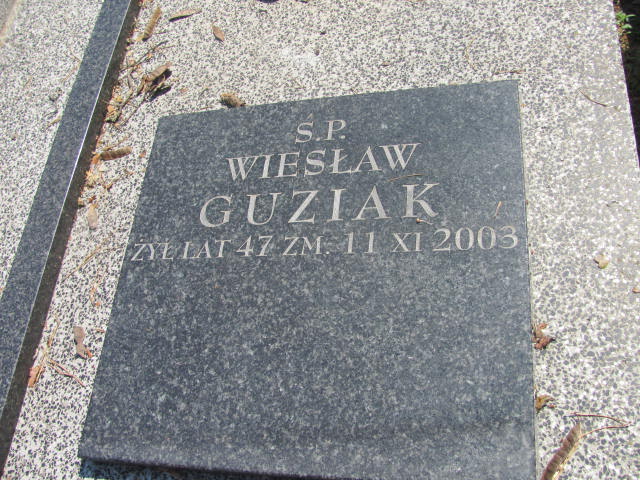 Ś.P.
WIESŁAW
GUZIAK
ŻYŁ LAT 47 ZM. 11 XI 2003